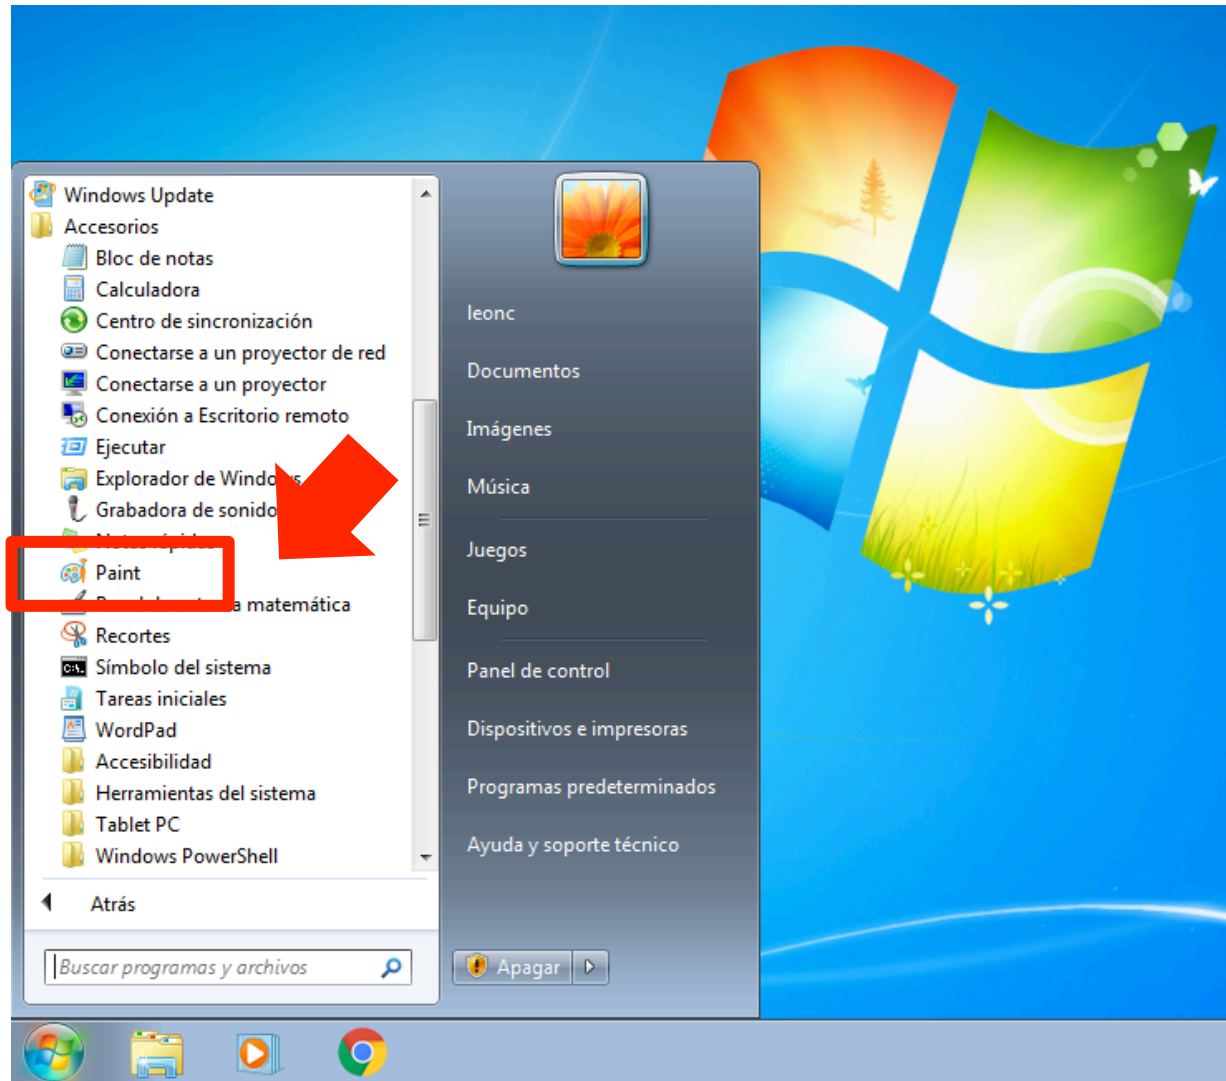 Windows Update
Accesorios
Bloc de notas
Calculadora
Centro de sincronización
Conectarse a un proyector de red
Conectarse a un proyector
Conexión a Escritorio remoto
Ejecutar
Explorador de Windows
Grabadora de sonido
Paint
matemática
Recortes
Símbolo del sistema
Tareas iniciales
WordPad
Accesibilidad
Herramientas del sistema
Tablet PC
Windows PowerShell
Atrás
Buscar programas y archivos
leonc
Documentos
Imágenes
Música
Juegos
Equipo
Panel de control
Dispositivos e impresoras
Programas predeterminados
Ayuda y soporte técnico
Apagar